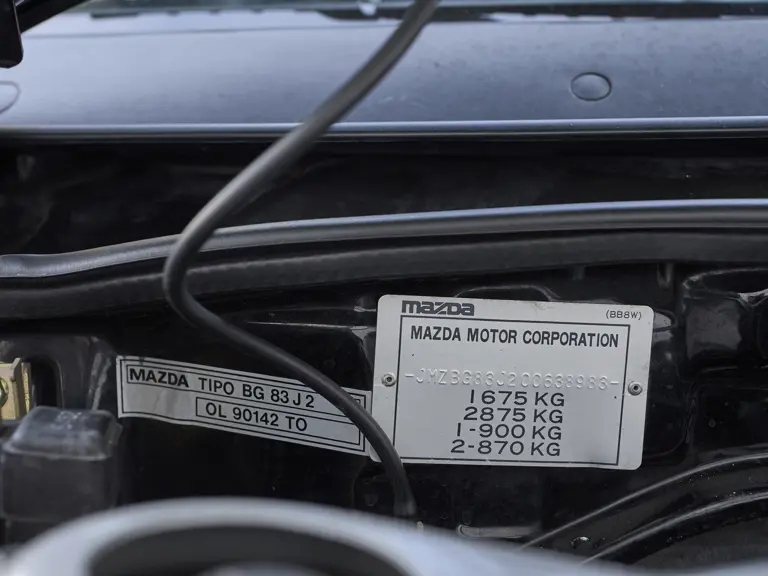 MAZDA TIPO BG 83 J 2
OL 90142 TO
mazda
(BB8W)
MAZDA MOTOR CORPORATION
-JMZBG83J200638983-
1675 KG
2875 KG
1-900 KG
2-870 KG